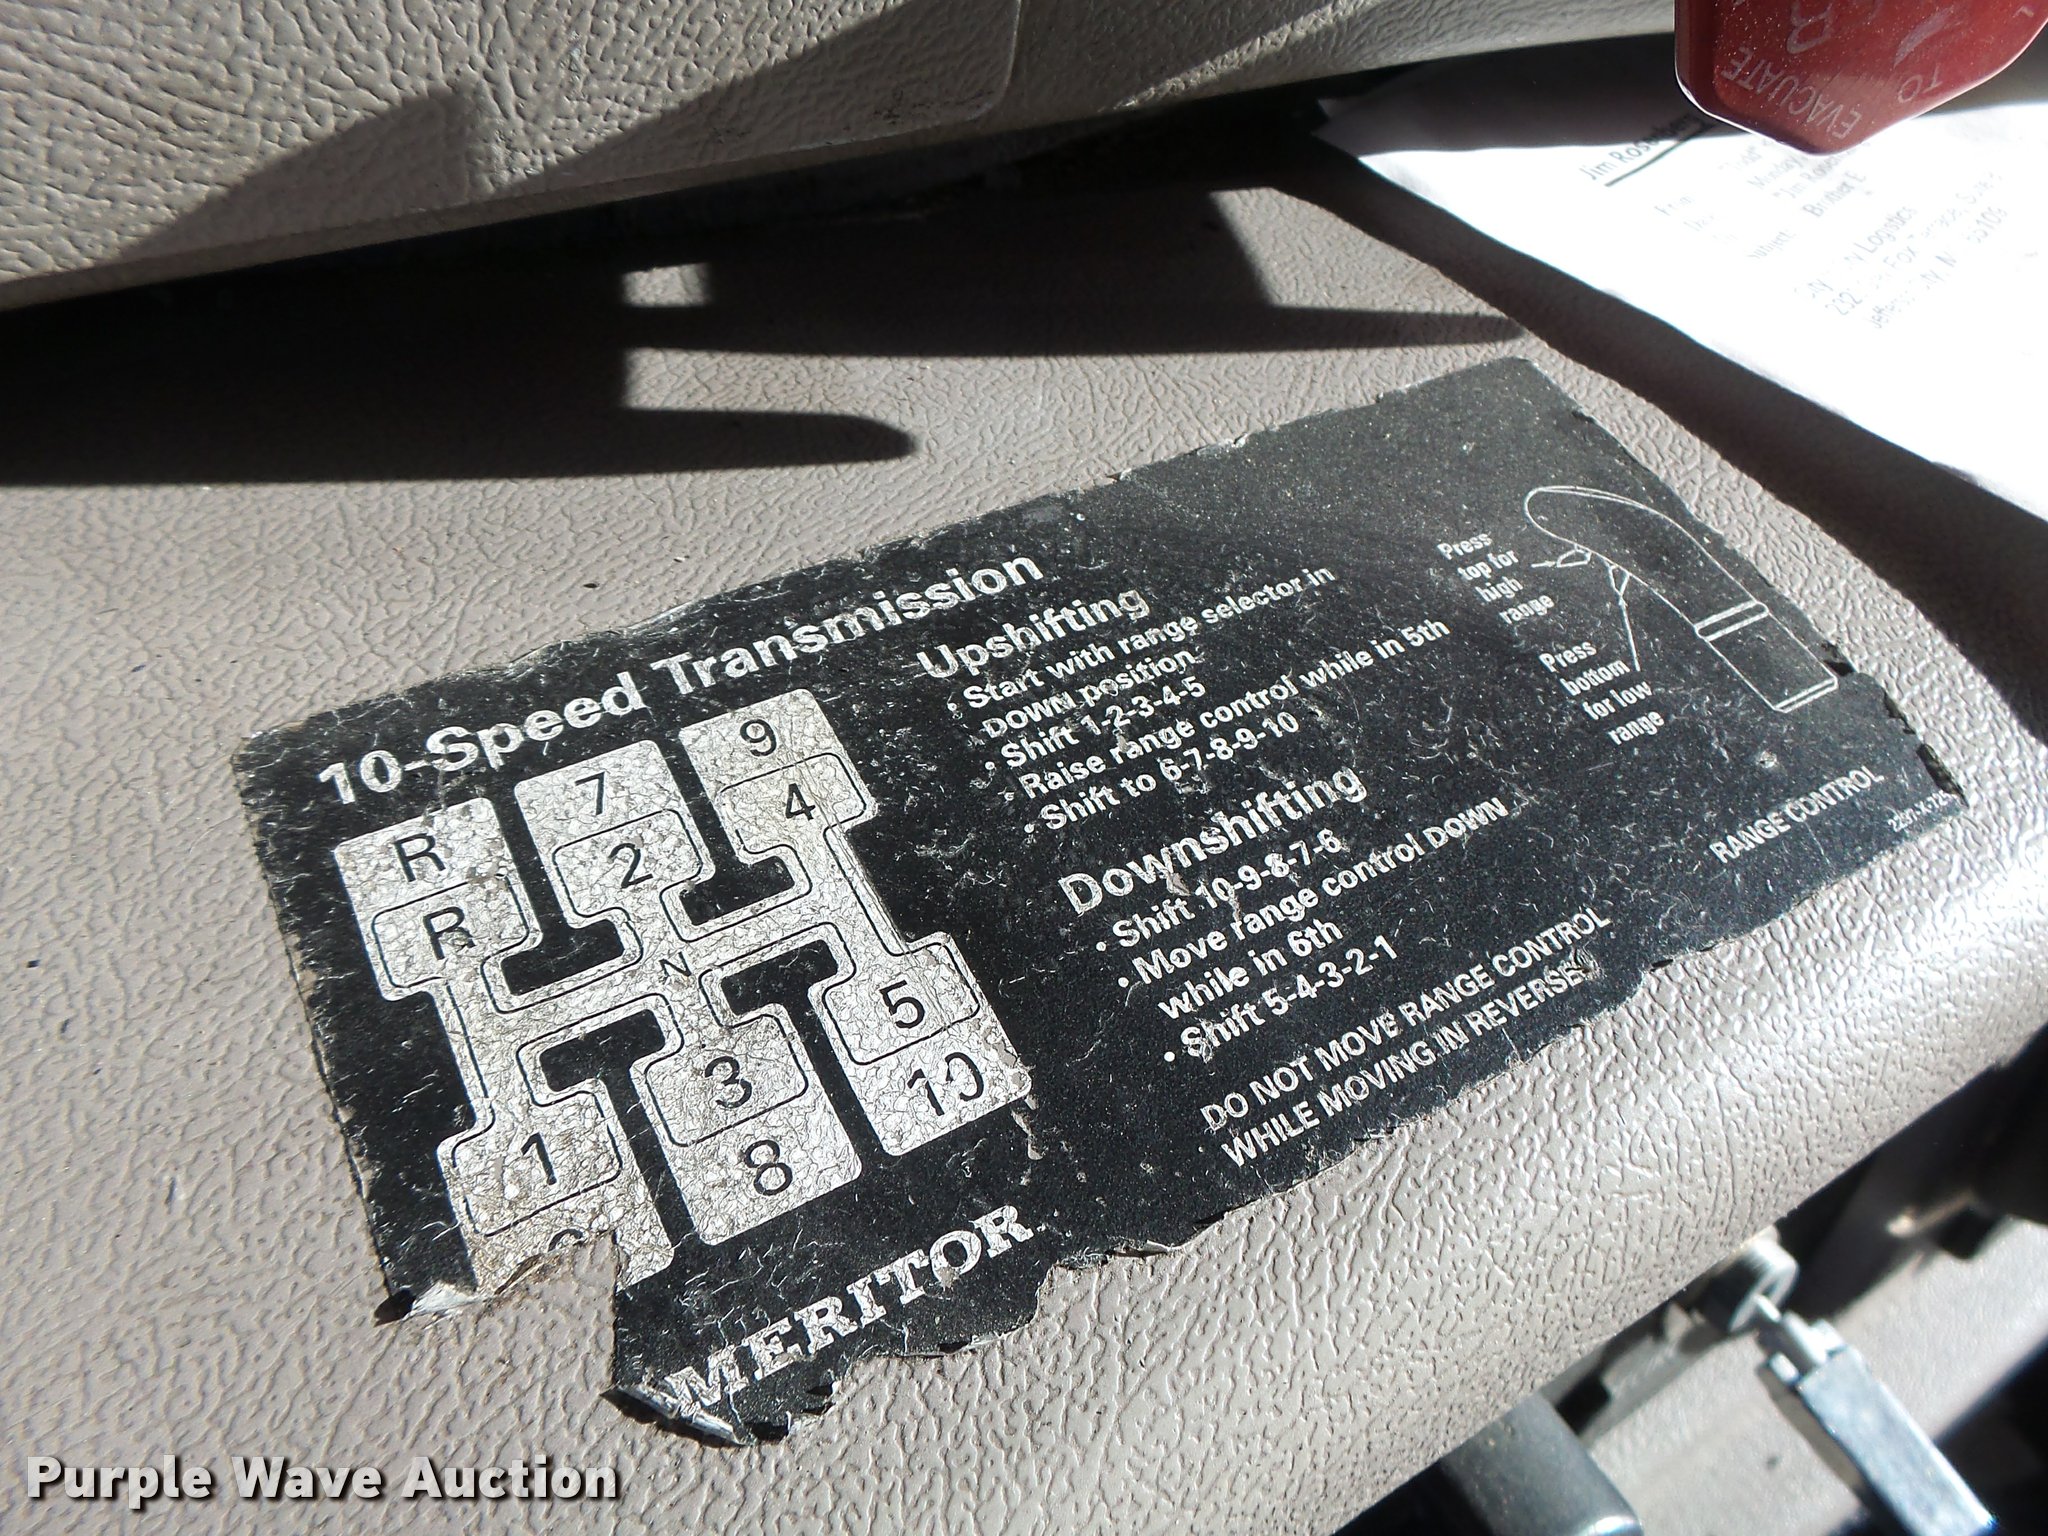 8
EVACUATE
TO
Logistics
10-Speed Transmission
R
7
9
R
2
4
N
1
3
5
8
10
MERITOR
Upshifting
• Start with range selector in
DOWN position
• Shift 1-2-3-4-5
• Raise range control while in 5th
• Shift to 6-7-8-9-10
Downshifting
• Shift 10-9-8-7-6
• Move range control DOWN
while in 6th
• Shift 5-4-3-2-1
DO NOT MOVE RANGE CONTROL
WHILE MOVING IN REVERSE
Press
top for
high
range
Press
bottom
for low
range
RANGE CONTROL
Purple Wave Auction